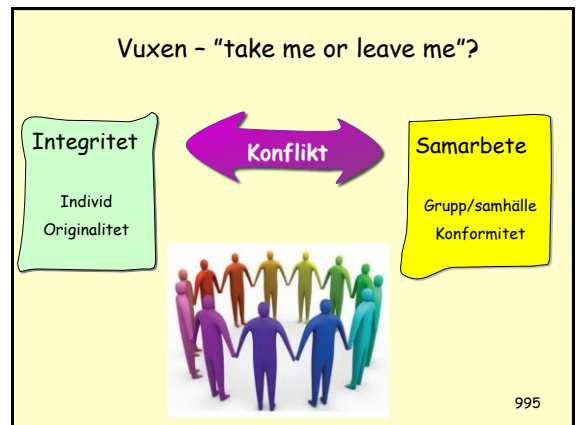 Vuxen – "take me or leave me"?
Integritet
Individ
Originalitet
Konflikt
Samarbete
Grupp/samhälle
Konformitet
995